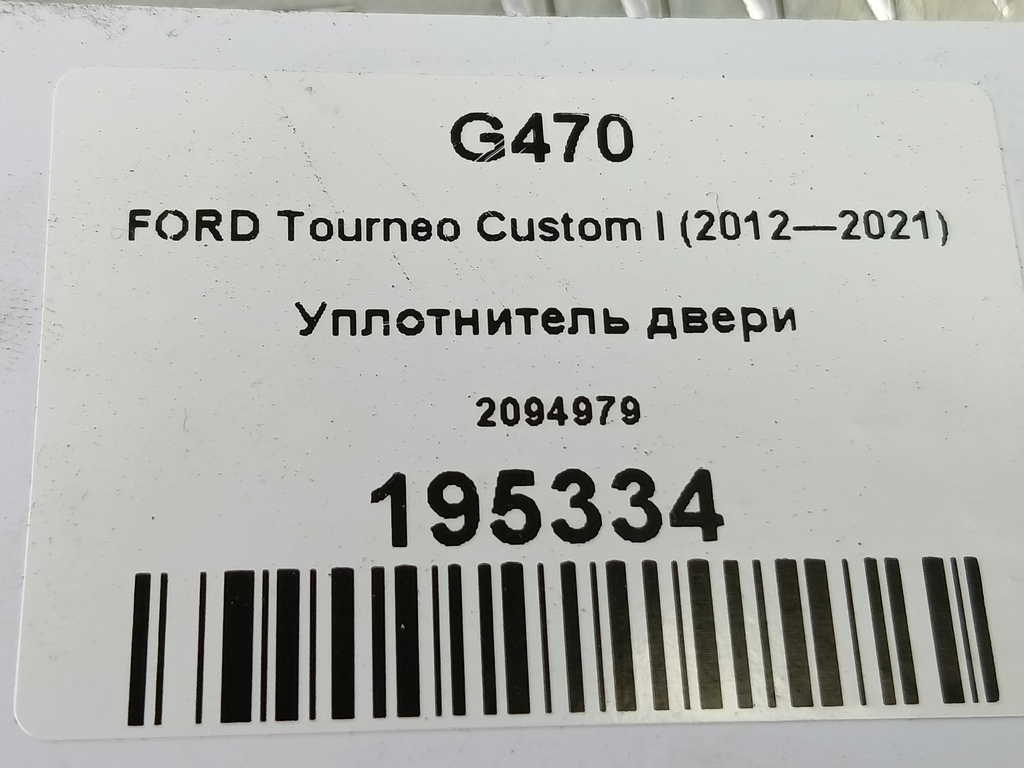 G470
FORD Tourneo Custom I (2012—2021)
Уплотнитель двери
2094979
195334